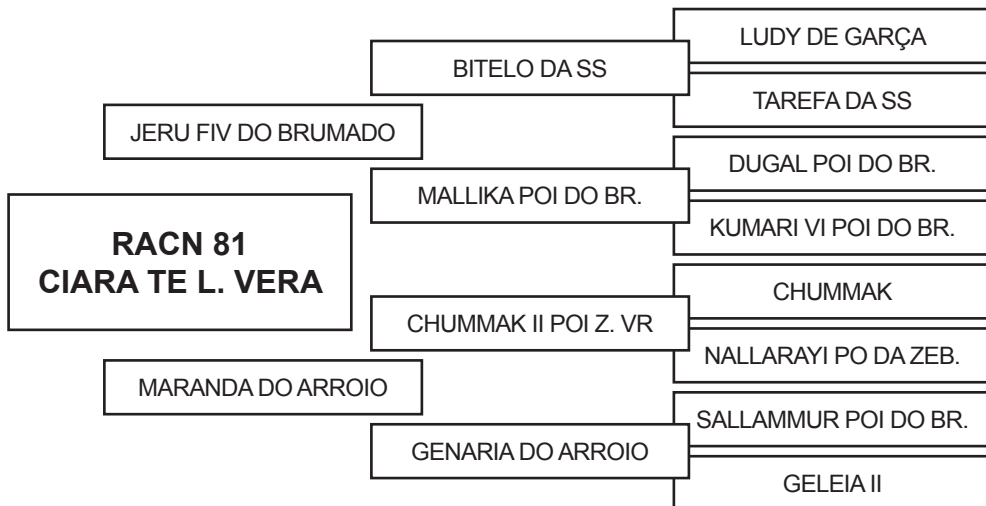 LUDY DE GARÇA
BITELO DA SS
TAREFA DA SS
JERU FIV DO BRUMADO
DUGAL POI DO BR.
MALLIKA POI DO BR.
KUMARI VI POI DO BR.
RACN 81
CIARA TE L. VERA
CHUMMAK
CHUMMAK II POI Z. VR
NALLARAYI PO DA ZEB.
MARANDA DO ARROIO
SALLAMMUR POI DO BR.
GENARIA DO ARROIO
GELEIA II